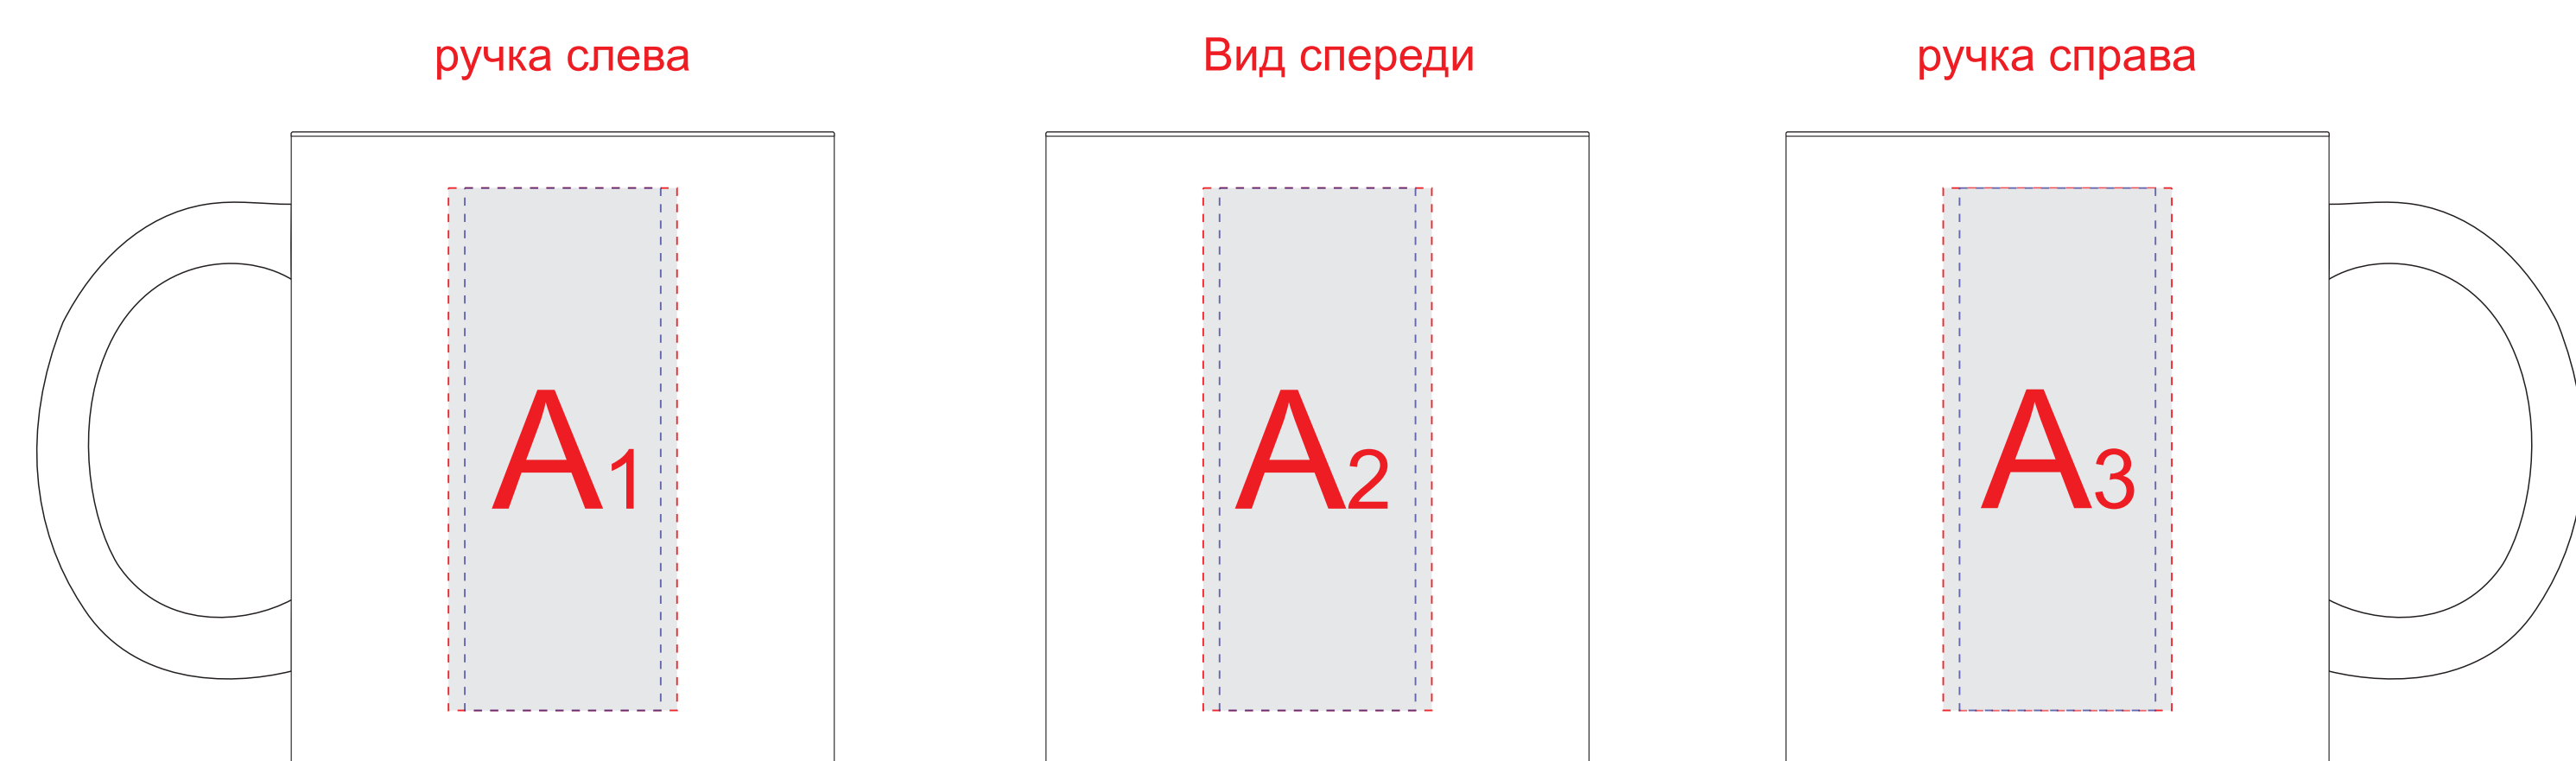 ручка слева
Вид спереди
ручка справа
A1
A2
A3